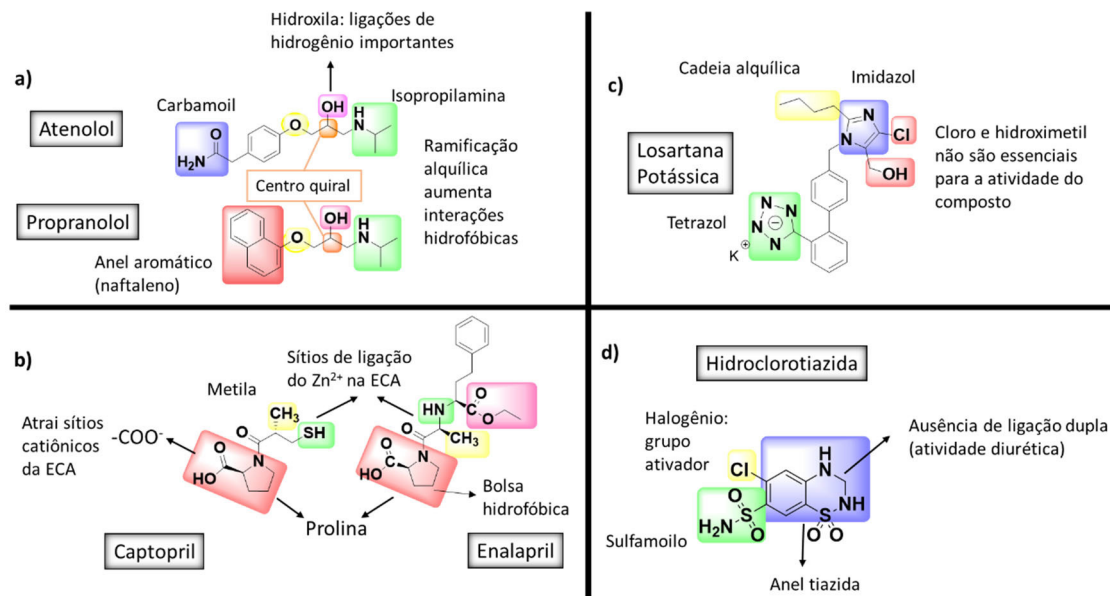 a)
Hidroxila: ligações de
hidrogênio importantes
Atenolol
Carbamoil
O
H₂N
O
OH
H
N
Isopropilamina
Centro quiral
Ramificação
alquílica
aumenta
interações
hidrofóbicas
Propranolol
O
OH
H
N
Anel aromático
(naftaleno)
c)
Cadeia alquílica
Imidazol
N
N
Cl
OH
Losartana
Potássica
Cloro e hidroximetil
não são essenciais
para a atividade do
composto
Tetrazol
N
N
N
N
−
K⁺
b)
Sítios de ligação
do Zn²⁺ na ECA
Metila
CH₃
SH
Atrai sítios
catiônicos
da ECA
-COO⁻
O
O
N
HO
Prolina
Captopril
HN
O
O
O
CH₃
O
N
HO
Bolsa
hidrofóbica
Enalapril
d)
Hidroclorotiazida
Halogênio:
grupo
ativador
Ausência de ligação dupla
(atividade diurética)
H
N
Cl
O
S
O
H₂N
NH
S
O O
Sulfamoilo
Anel tiazida